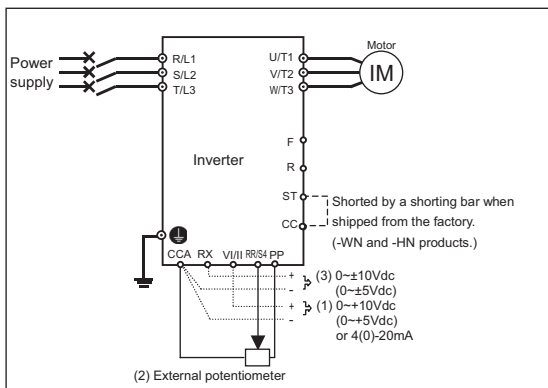 Motor
Power
supply
R/L1
S/L2
T/L3
U/T1
V/T2
W/T3
IM
F
Inverter
R
ST
CC
Shorted by a shorting bar when
shipped from the factory.
(-WN and -HN products.)
CCA RX VI/II RR/S4 PP
+ (3) 0~±10Vdc
- (0~±5Vdc)
+ (1) 0~+10Vdc
- (0~+5Vdc)
or 4(0)-20mA
(2) External potentiometer